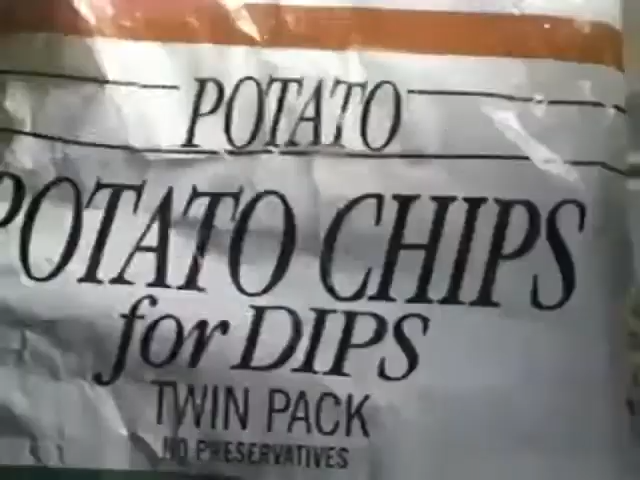 POTATO
POTATO CHIPS
for DIPS
TWIN PACK
NO PRESERVATIVES